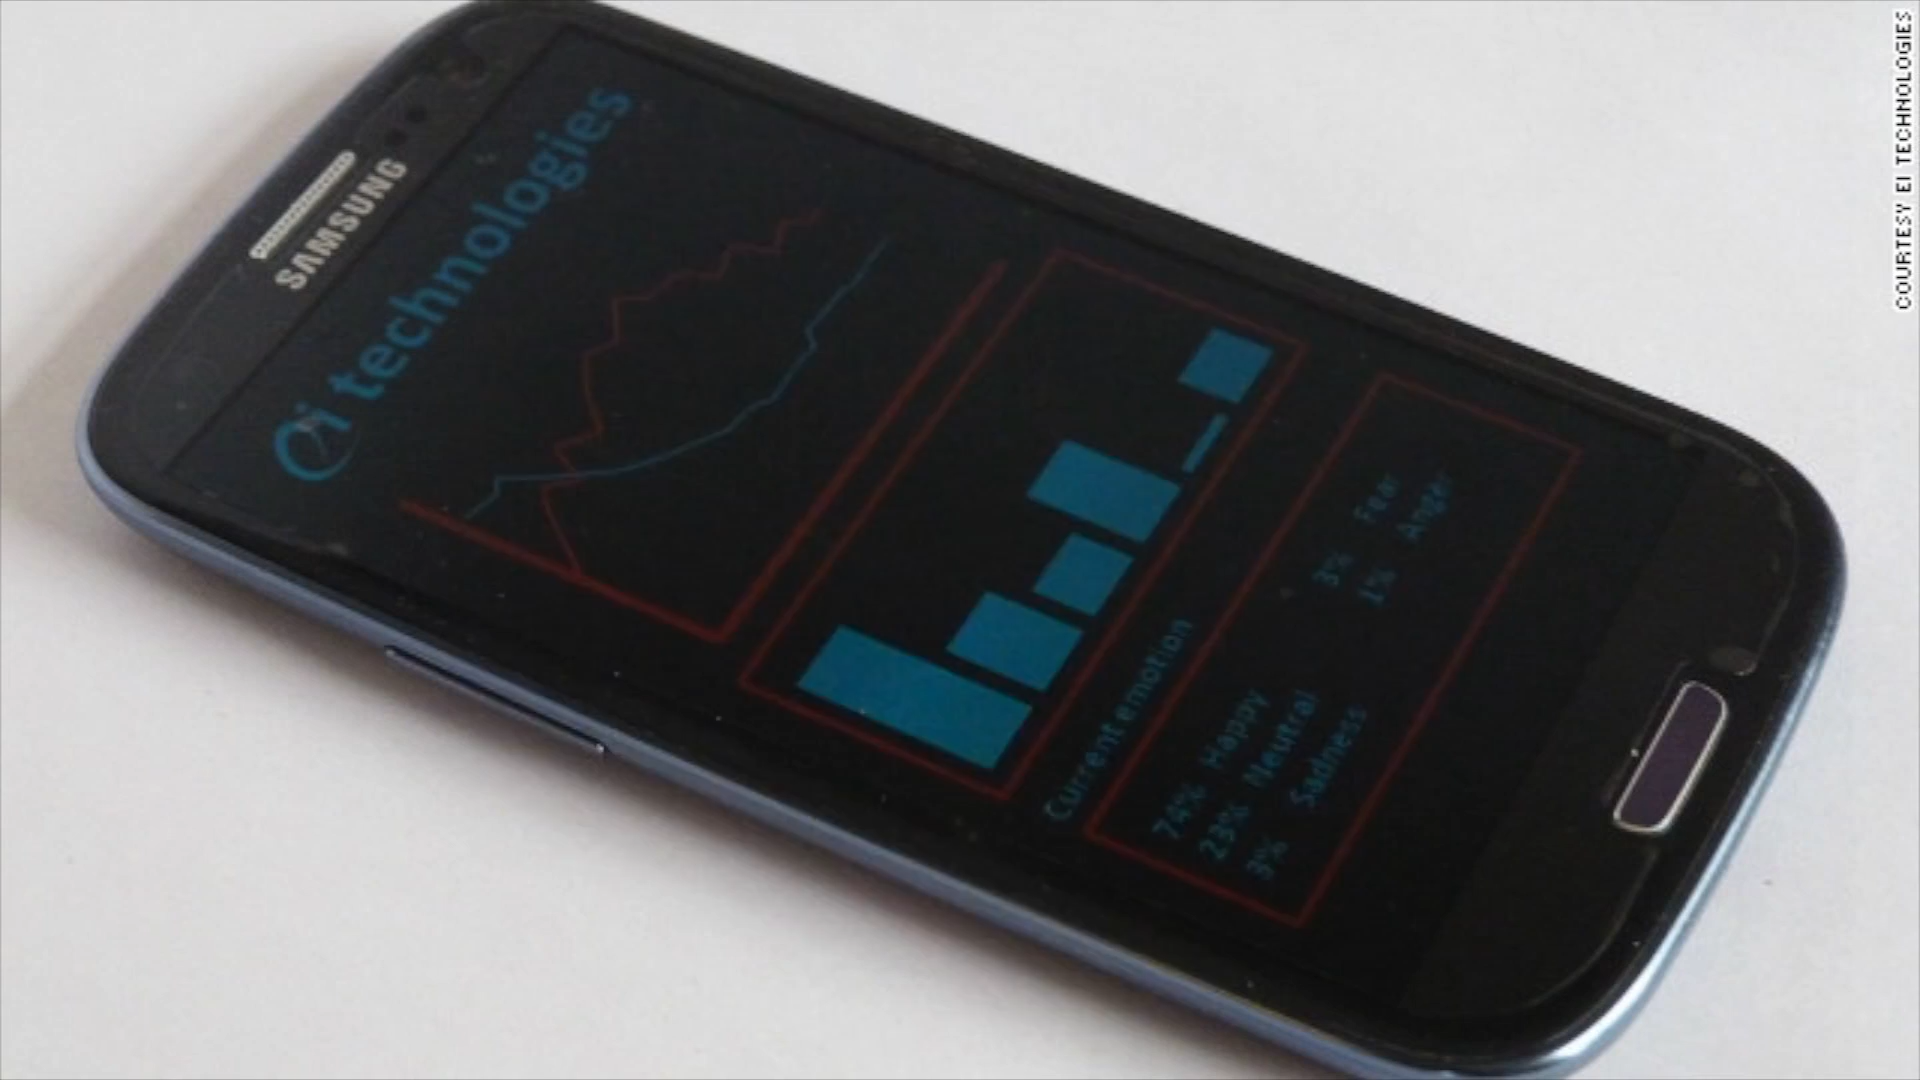 SAMSUNG
ei technologies
Current emotion
74% Happy
23% Neutral
3% Sadness
3% Fear
1% Anger
COURTESY EI TECHNOLOGIES